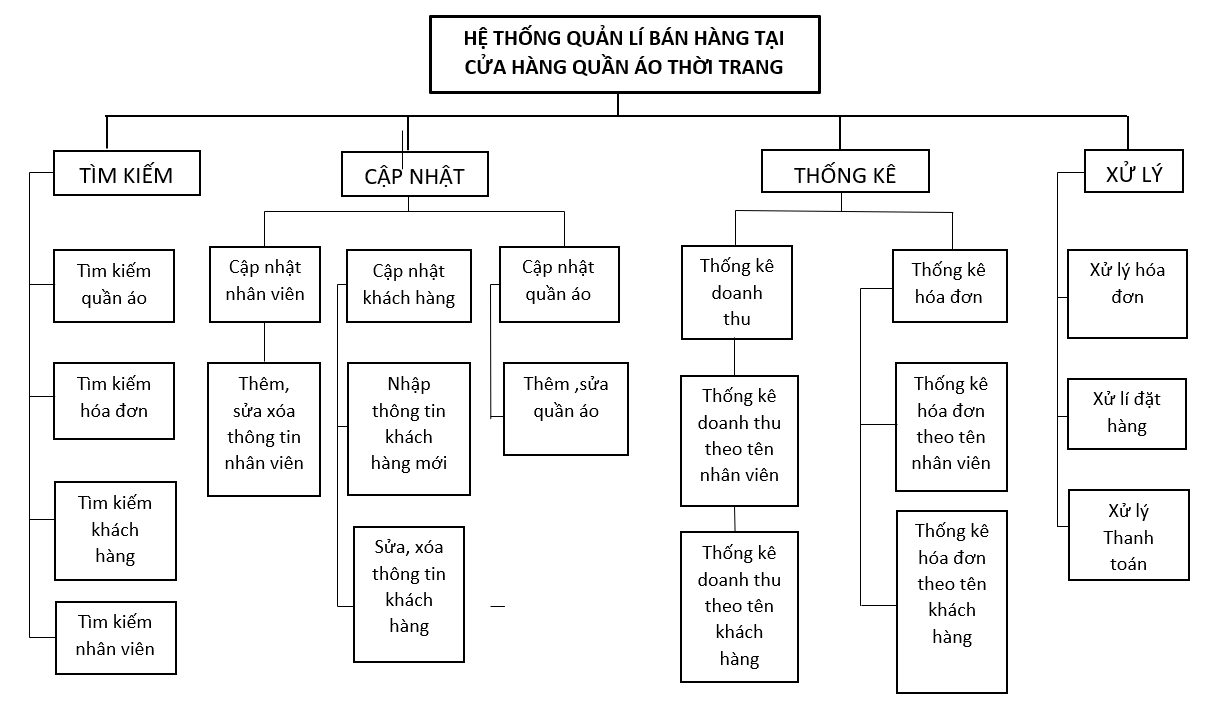 HỆ THỐNG QUẢN LÍ BÁN HÀNG TẠI
CỬA HÀNG QUẦN ÁO THỜI TRANG
TÌM KIẾM
CẬP NHẬT
THỐNG KÊ
XỬ LÝ
Tìm kiếm
quần áo
Tìm kiếm
hóa đơn
Tìm kiếm
khách
hàng
Tìm kiếm
nhân viên
Cập nhật
nhân viên
Thêm,
sửa xóa
thông tin
nhân viên
Cập nhật
khách hàng
Nhập
thông tin
khách
hàng mới
Sửa, xóa
thông tin
khách
hàng
Cập nhật
quần áo
Thêm ,sửa
quần áo
Thống kê
doanh
thu
Thống kê
doanh thu
theo tên
nhân viên
Thống kê
doanh thu
theo tên
khách
hàng
Thống kê
hóa đơn
Thống kê
hóa đơn
theo tên
nhân viên
Thống kê
hóa đơn
theo tên
khách
hàng
Xử lý hóa
đơn
Xử lí đặt
hàng
Xử lý
Thanh
toán